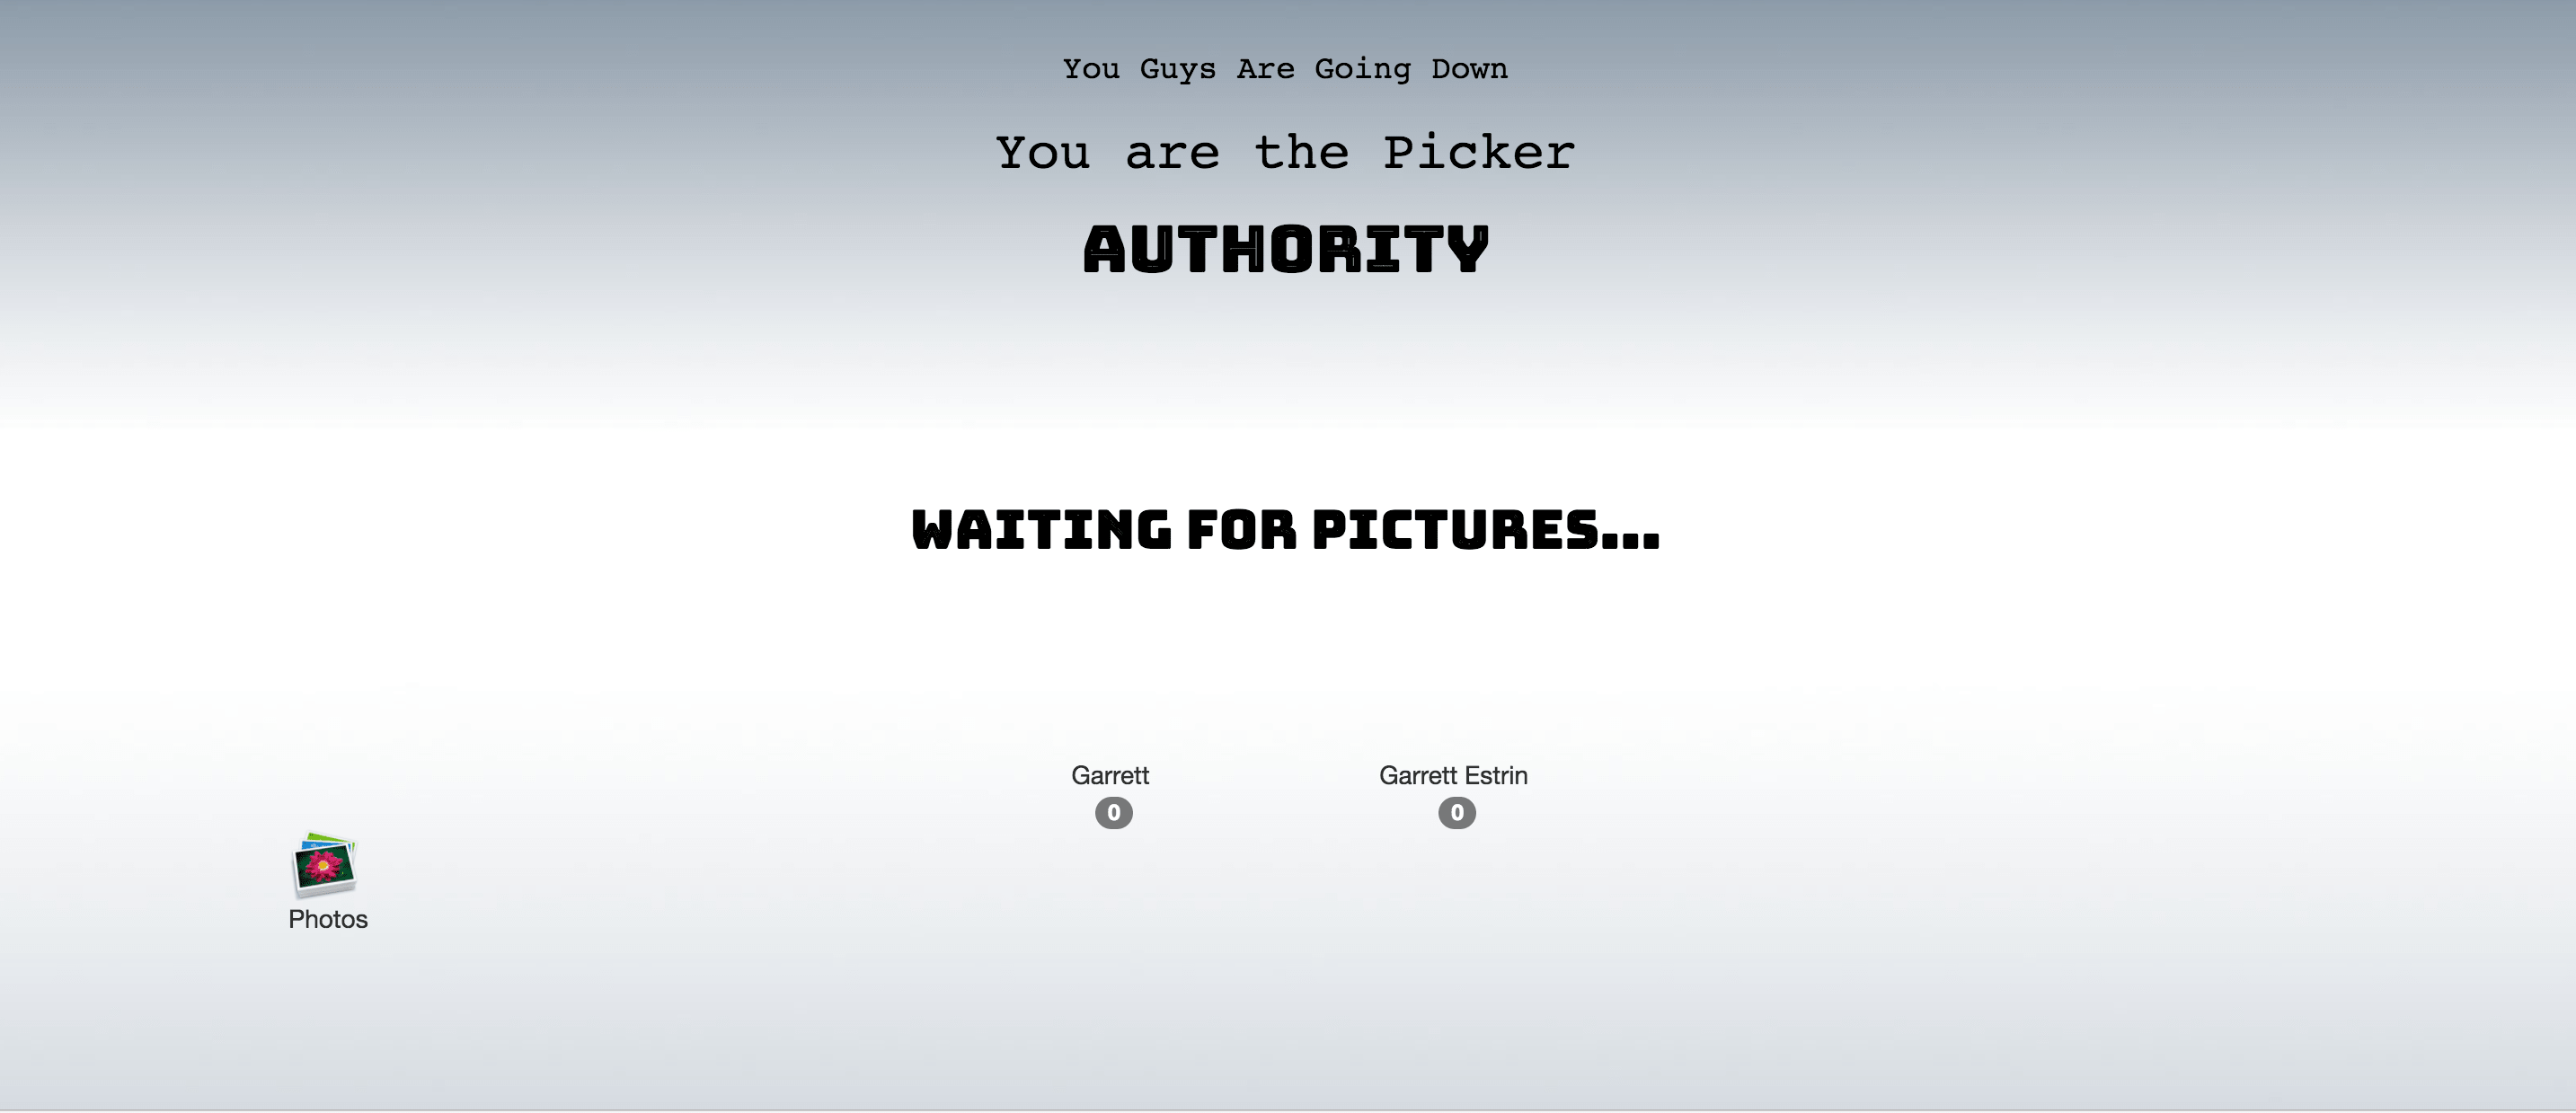 You Guys Are Going Down
You are the Picker
AUTHORITY
WAITING FOR PICTURES...
Garrett
Garrett Estrin
0
0
Photos